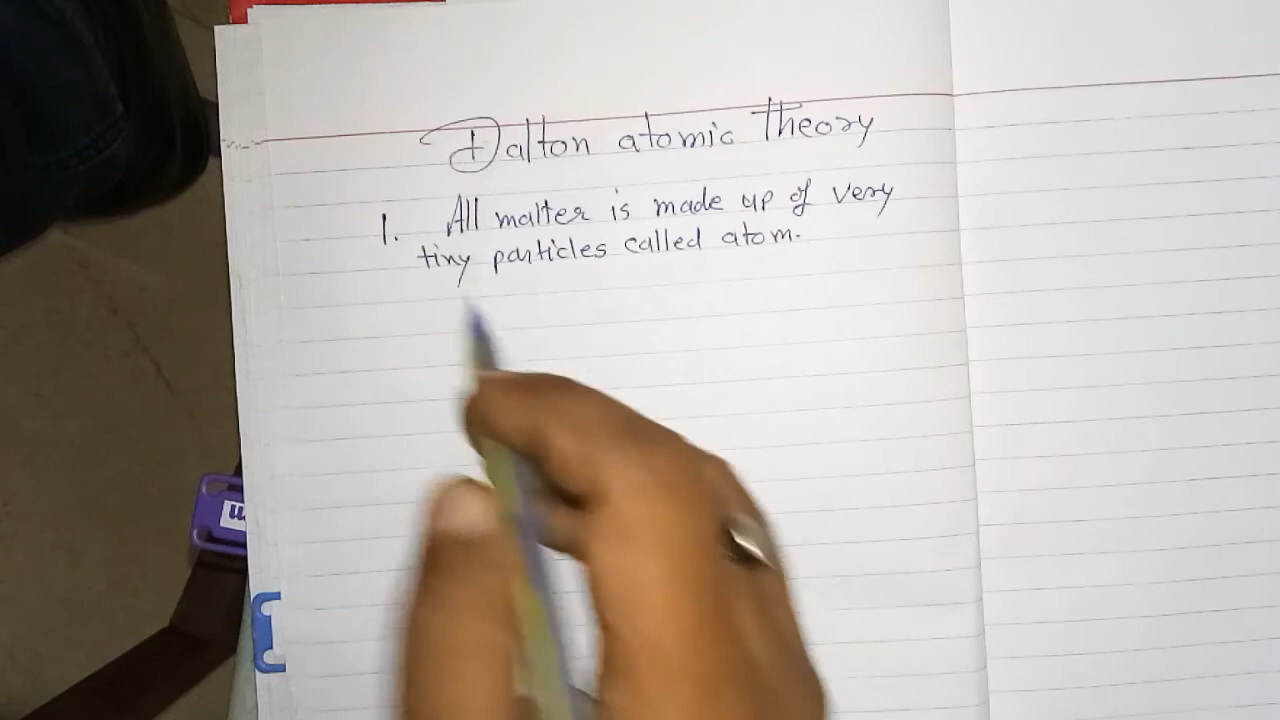 Dalton atomic Theory
1. All matter is made up of very
tiny particles called atom.